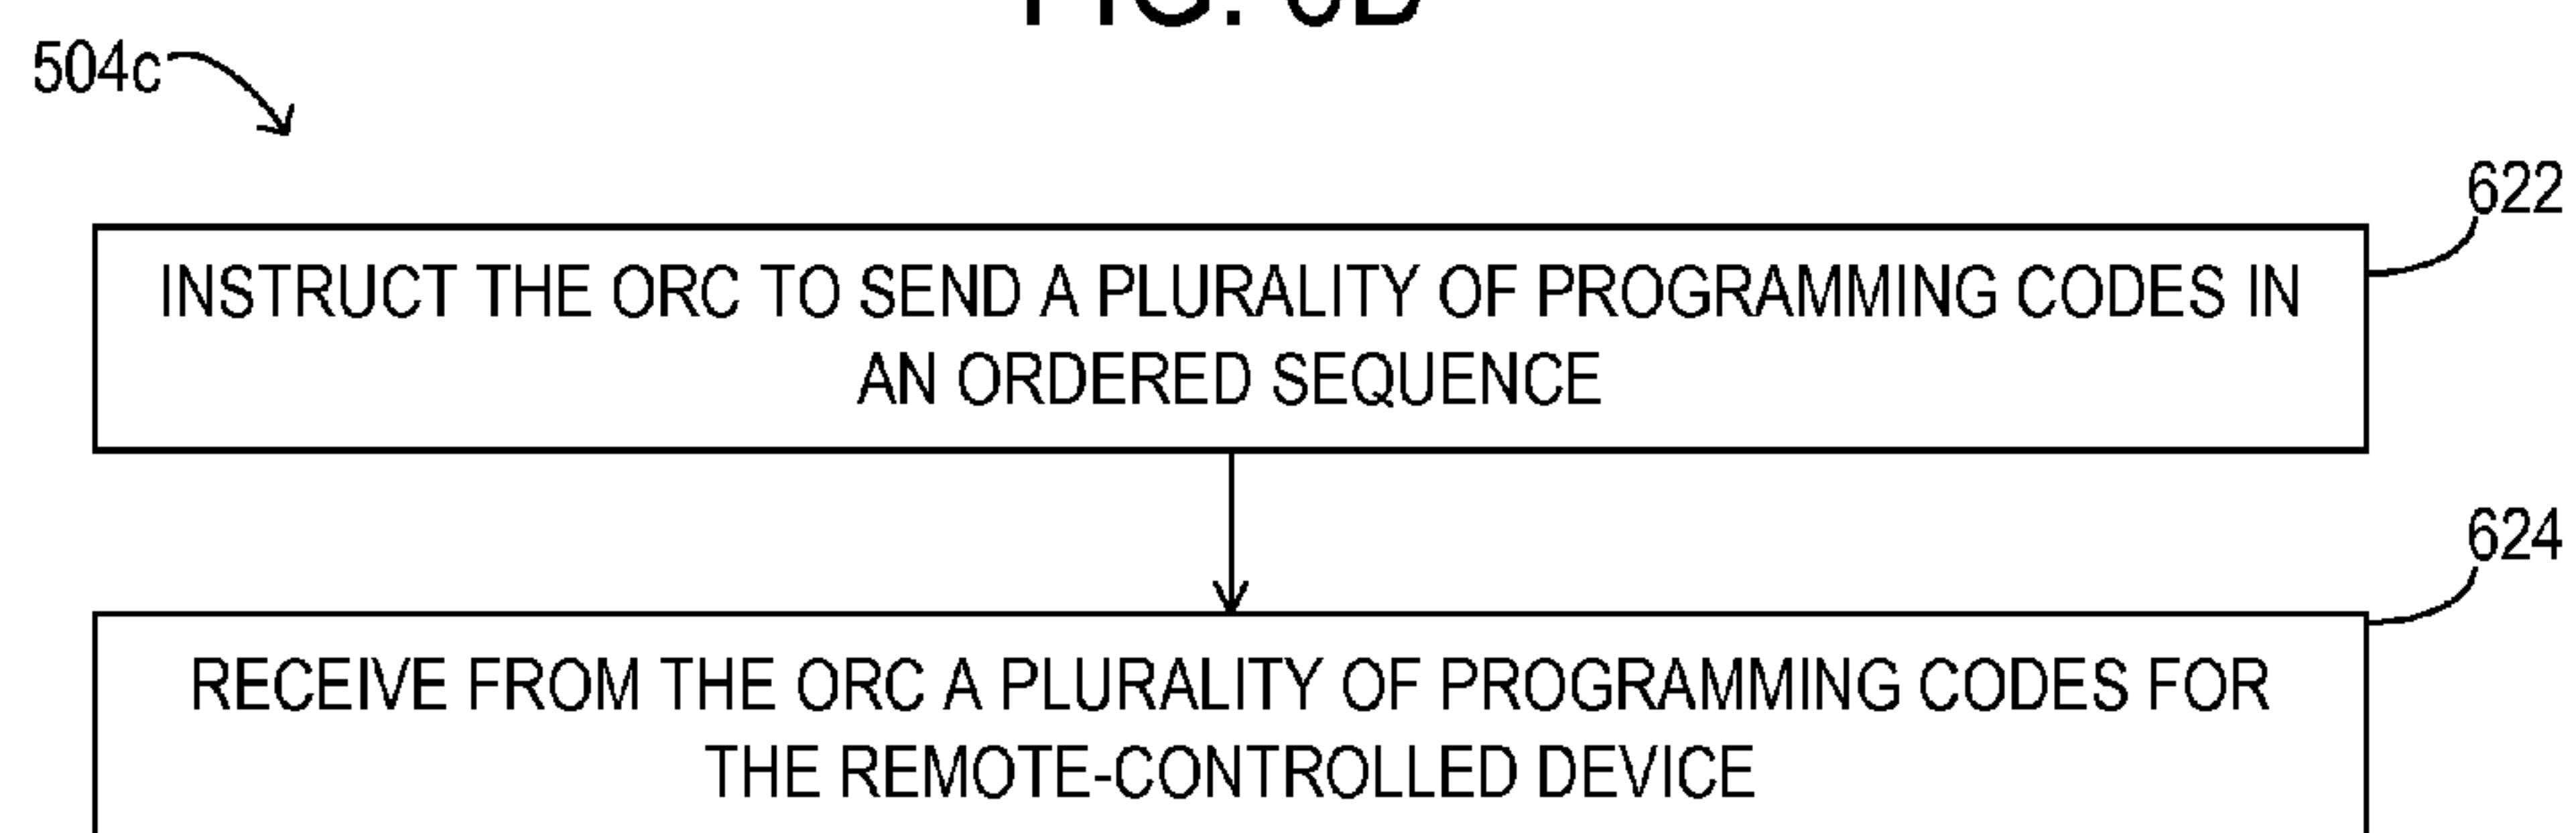 504c
622
INSTRUCT THE ORC TO SEND A PLURALITY OF PROGRAMMING CODES IN
AN ORDERED SEQUENCE
624
RECEIVE FROM THE ORC A PLURALITY OF PROGRAMMING CODES FOR
THE REMOTE-CONTROLLED DEVICE